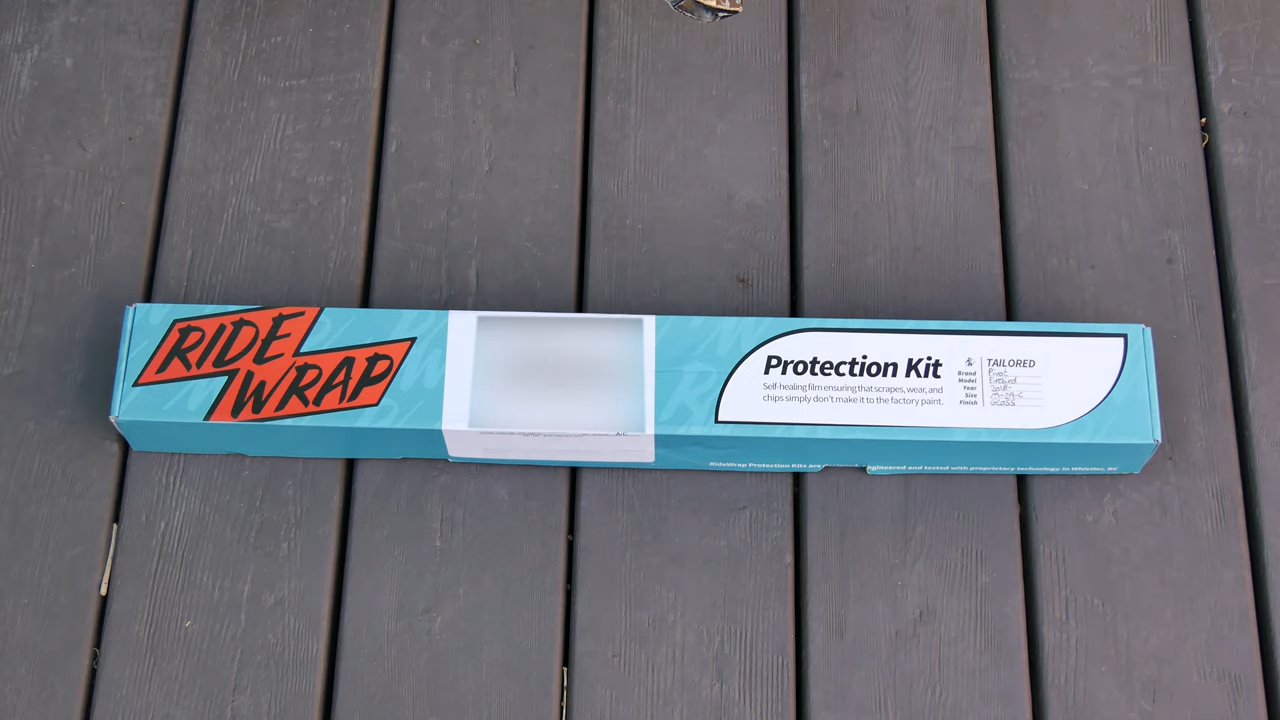 RIDE
WRAP
Protection Kit
Self-healing film ensuring that scrapes, wear, and
chips simply don't make it to the factory paint.
TAILORED
Brand Pivot
Model Firebird
Year 2018-
Size M-29-C
Finish GLOSS
A/C
RideWrap Protection Kits are engineered and tested with proprietary technology in Whistler, BC